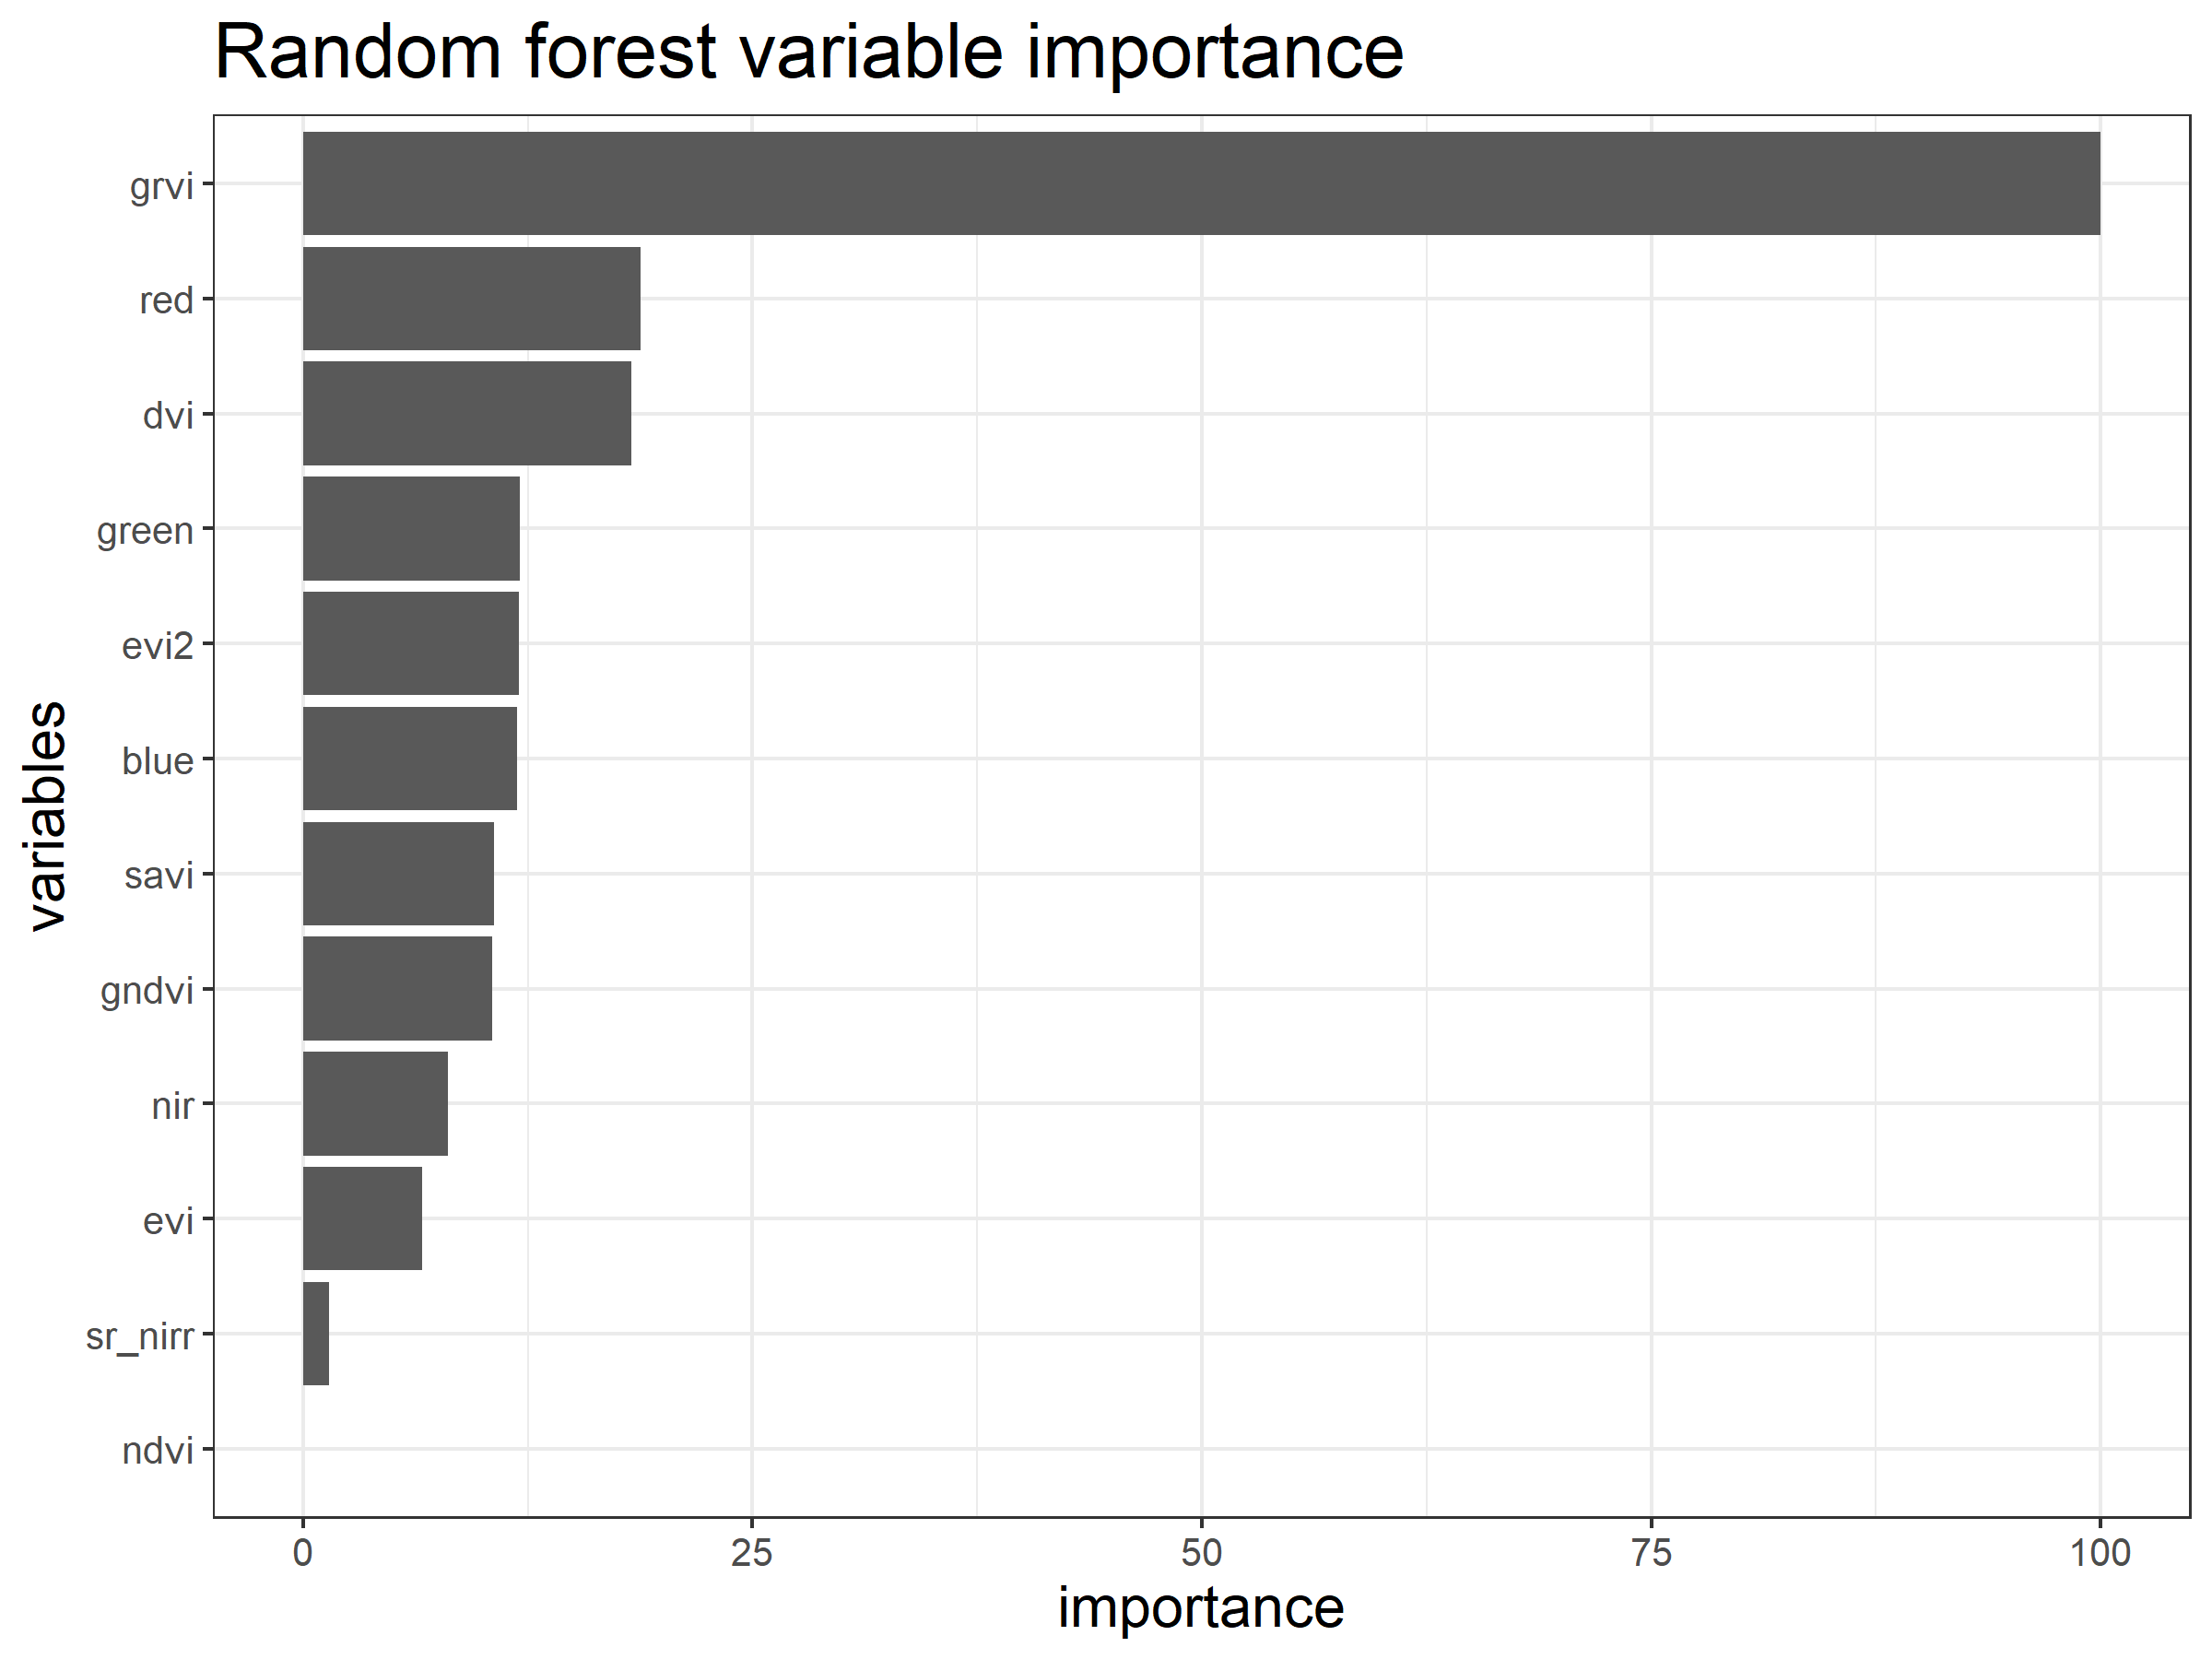 Random forest variable importance
grvi
red
dvi
green
evi2
blue
savi
gndvi
nir
evi
sr_nirr
ndvi
variables
0 25 50 75 100
importance